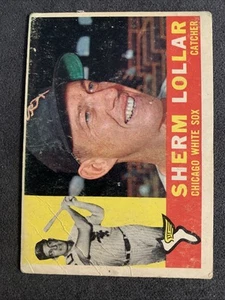 SHERM LOLLAR
CHICAGO WHITE SOX
CATCHER